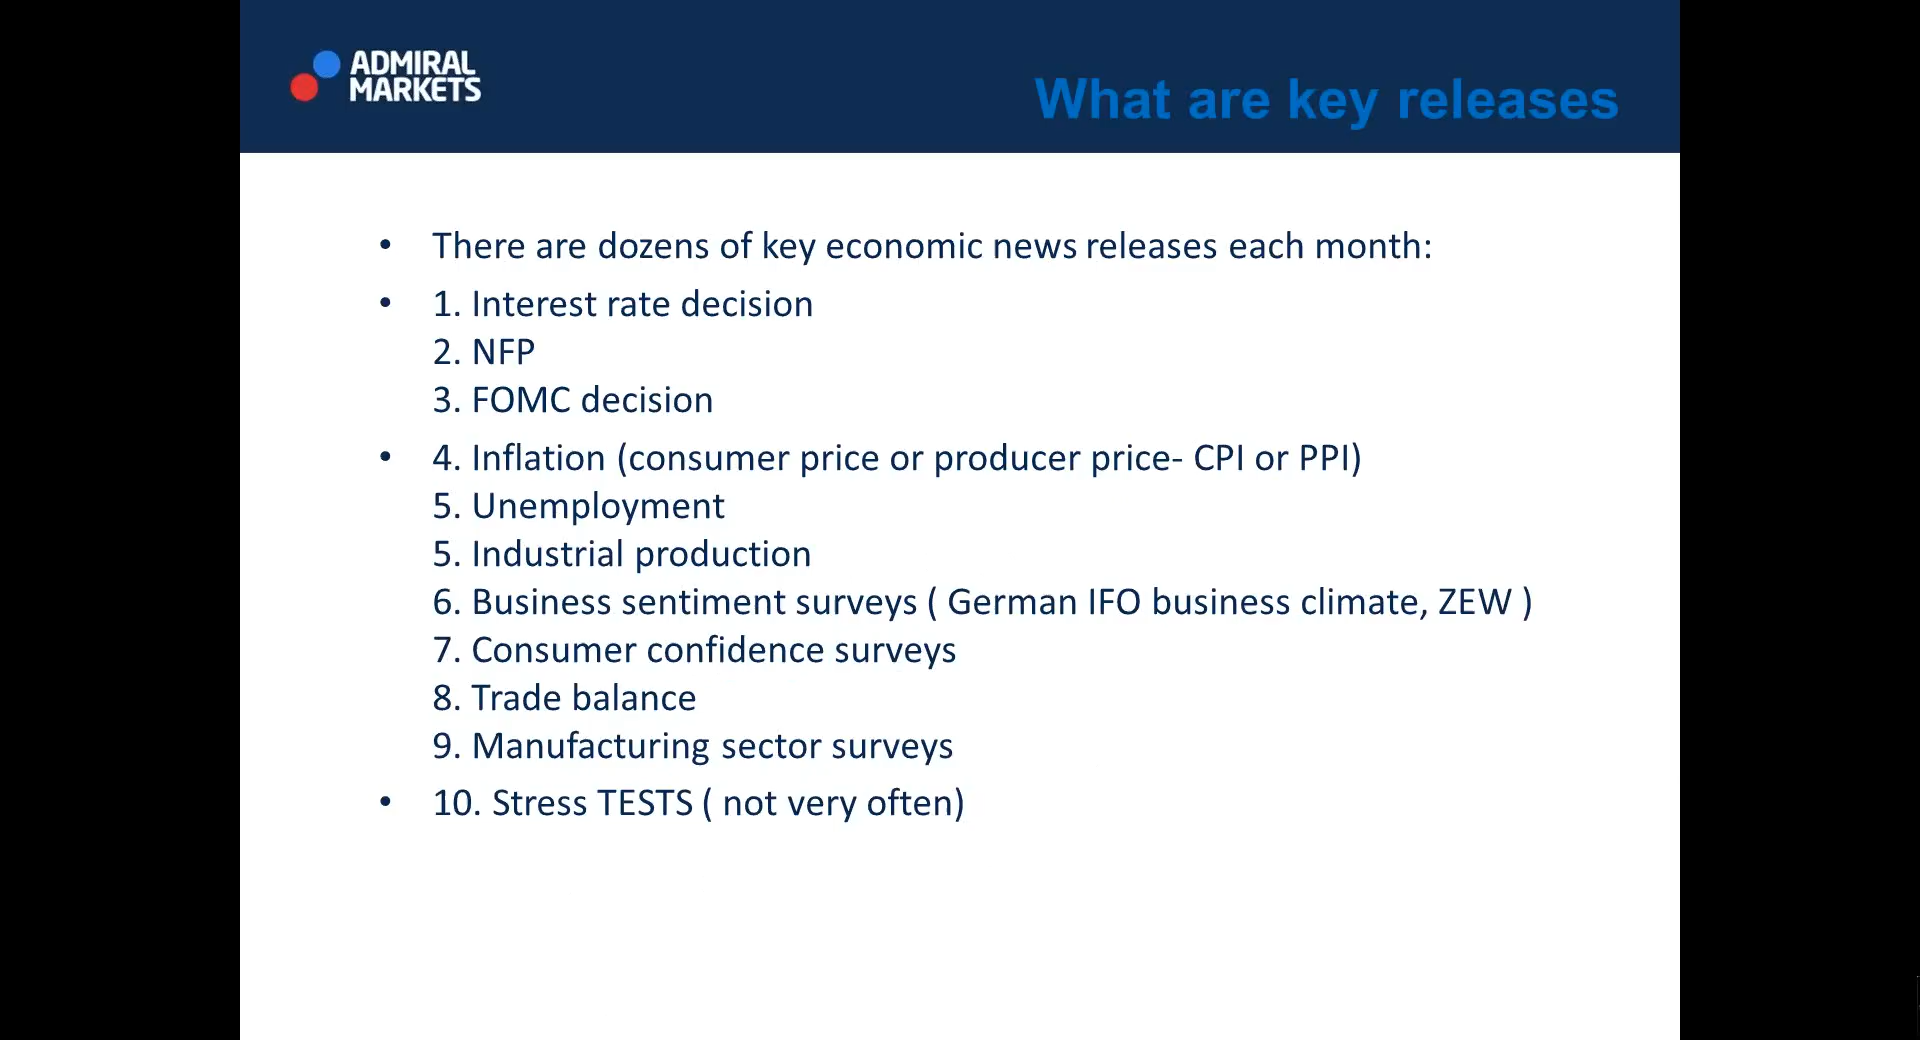 ADMIRAL
MARKETS
What are key releases
• There are dozens of key economic news releases each month:
• 1. Interest rate decision
2. NFP
3. FOMC decision
• 4. Inflation (consumer price or producer price- CPI or PPI)
5. Unemployment
5. Industrial production
6. Business sentiment surveys ( German IFO business climate, ZEW )
7. Consumer confidence surveys
8. Trade balance
9. Manufacturing sector surveys
• 10. Stress TESTS ( not very often)